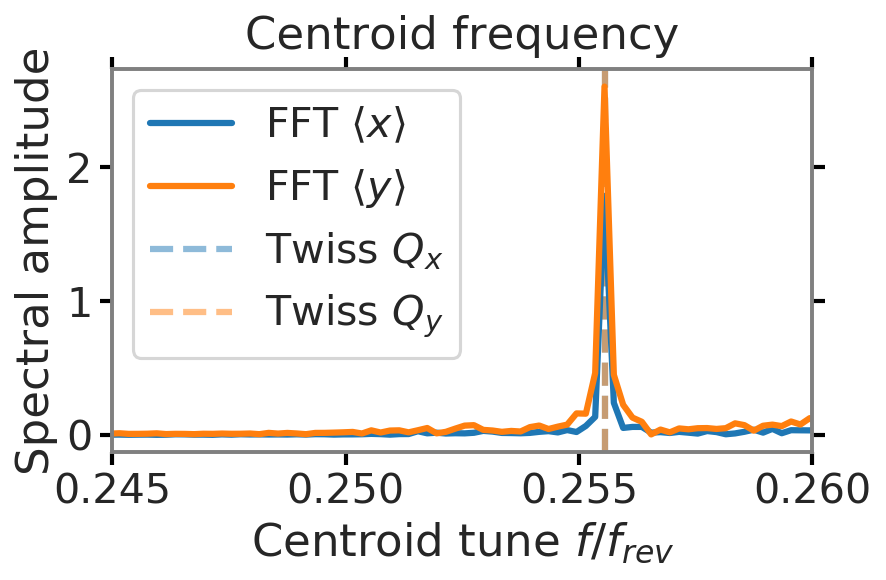 Centroid frequency
Spectral amplitude
2
1
0
FFT ⟨x⟩
FFT ⟨y⟩
Twiss Qx
Twiss Qy
0.245 0.250 0.255 0.260
Centroid tune f/frev